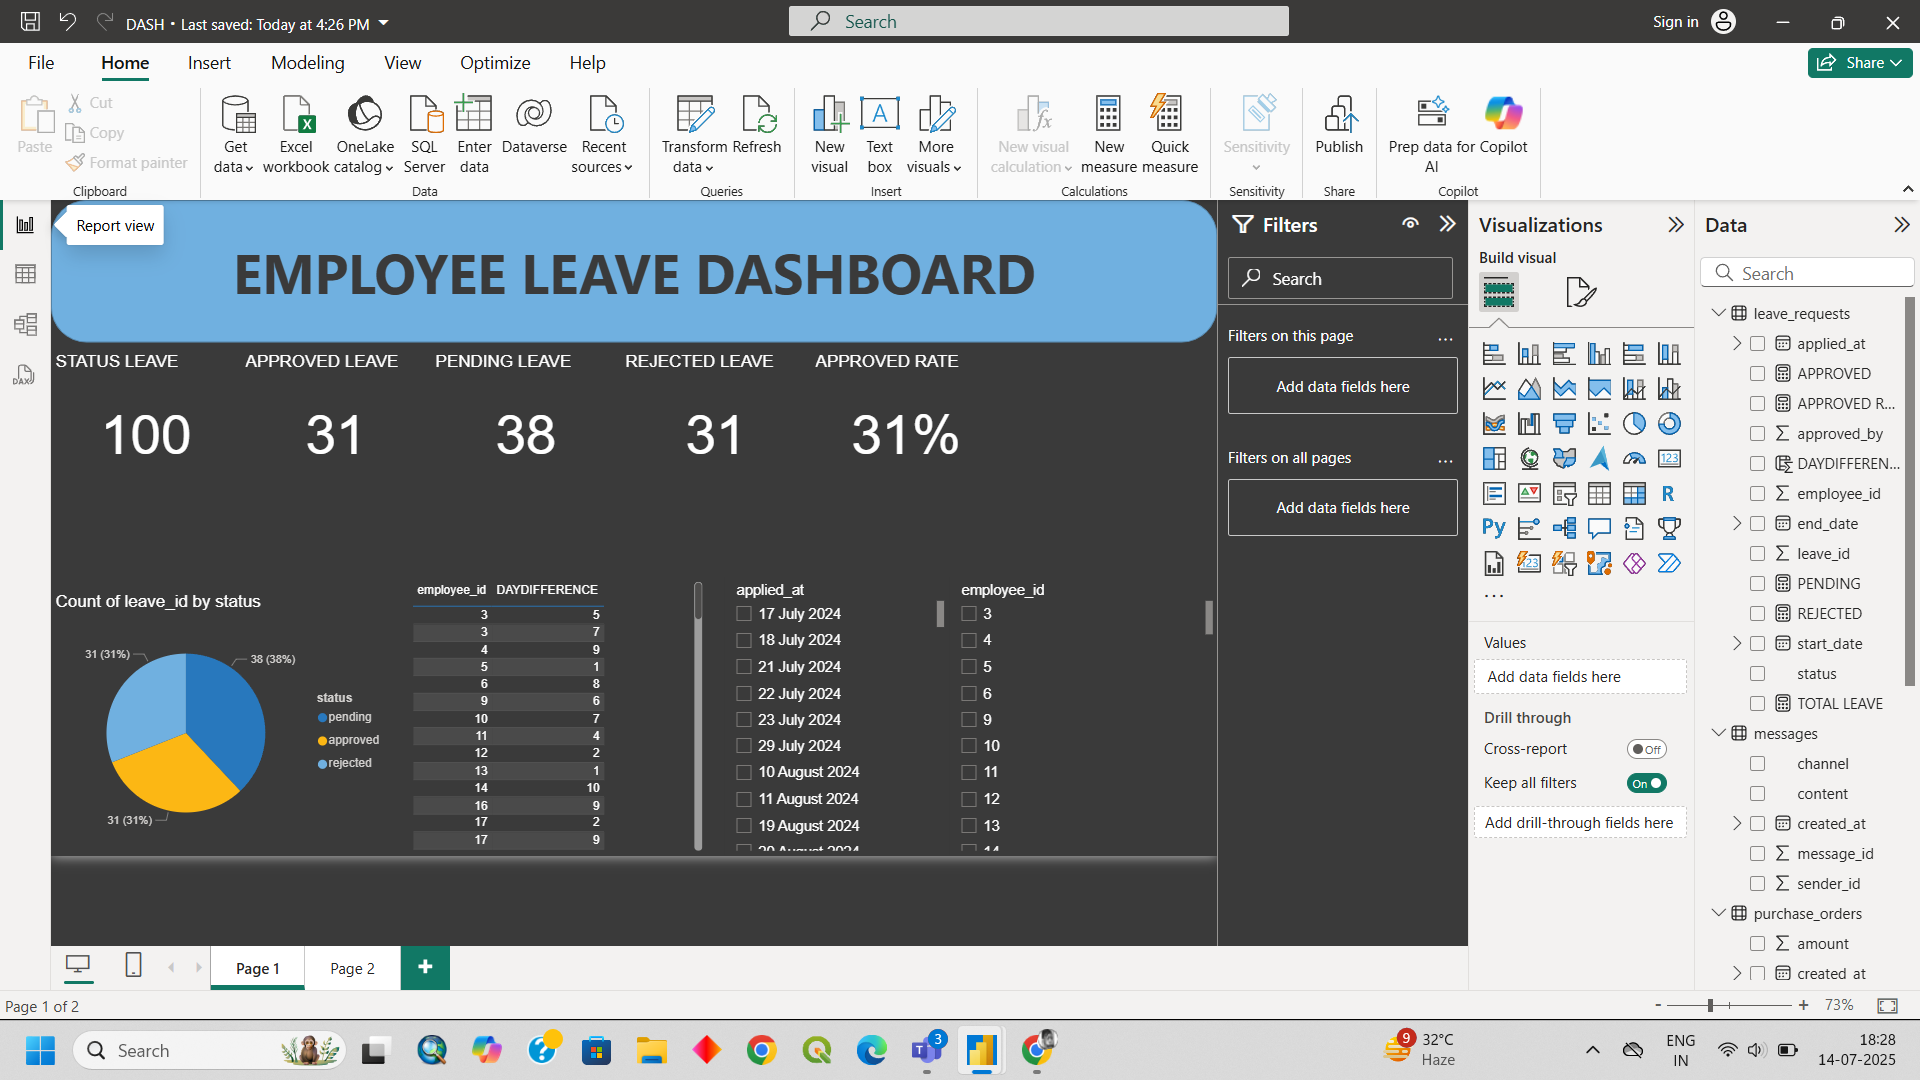 DASH • Last saved: Today at 4:26 PM
Search
Sign in
File
Home
Insert
Modeling
View
Optimize
Help
Share
Paste
Cut
Copy
Format painter
Clipboard
Get data
Excel workbook
OneLake catalog
SQL Server
Enter data
Dataverse
Recent sources
Data
Transform data
Refresh
Queries
New visual
Text box
More visuals
Insert
New visual calculation
New measure
Quick measure
Calculations
Sensitivity
Sensitivity
Publish
Share
Prep data for AI
Copilot
Copilot
Report view
EMPLOYEE LEAVE DASHBOARD
STATUS LEAVE
100
APPROVED LEAVE
31
PENDING LEAVE
38
REJECTED LEAVE
31
APPROVED RATE
31%
Count of leave_id by status
31 (31%)
38 (38%)
31 (31%)
status
pending
approved
rejected
employee_id DAYDIFFERENCE
3 5
3 7
4 9
5 1
6 8
9 6
10 7
11 4
12 2
13 1
14 10
16 9
17 2
17 9
applied_at
17 July 2024
18 July 2024
21 July 2024
22 July 2024
23 July 2024
29 July 2024
10 August 2024
11 August 2024
19 August 2024
20 August 2024
employee_id
3
4
5
6
9
10
11
12
13
14
Filters
Search
Filters on this page
...
Add data fields here
Filters on all pages
...
Add data fields here
Visualizations
Build visual
123
R
Py
123
...
Values
Add data fields here
Drill through
Cross-report
Off
Keep all filters
On
Add drill-through fields here
Data
Search
leave_requests
applied_at
APPROVED
APPROVED R...
approved_by
DAYDIFFEREN...
employee_id
end_date
leave_id
PENDING
REJECTED
start_date
status
TOTAL LEAVE
messages
channel
content
created_at
message_id
sender_id
purchase_orders
amount
created at
DAX
Page 1
Page 2
+
Page 1 of 2
- + 73%
Search
3
9
32°C
Haze
ENG
IN
18:28
14-07-2025